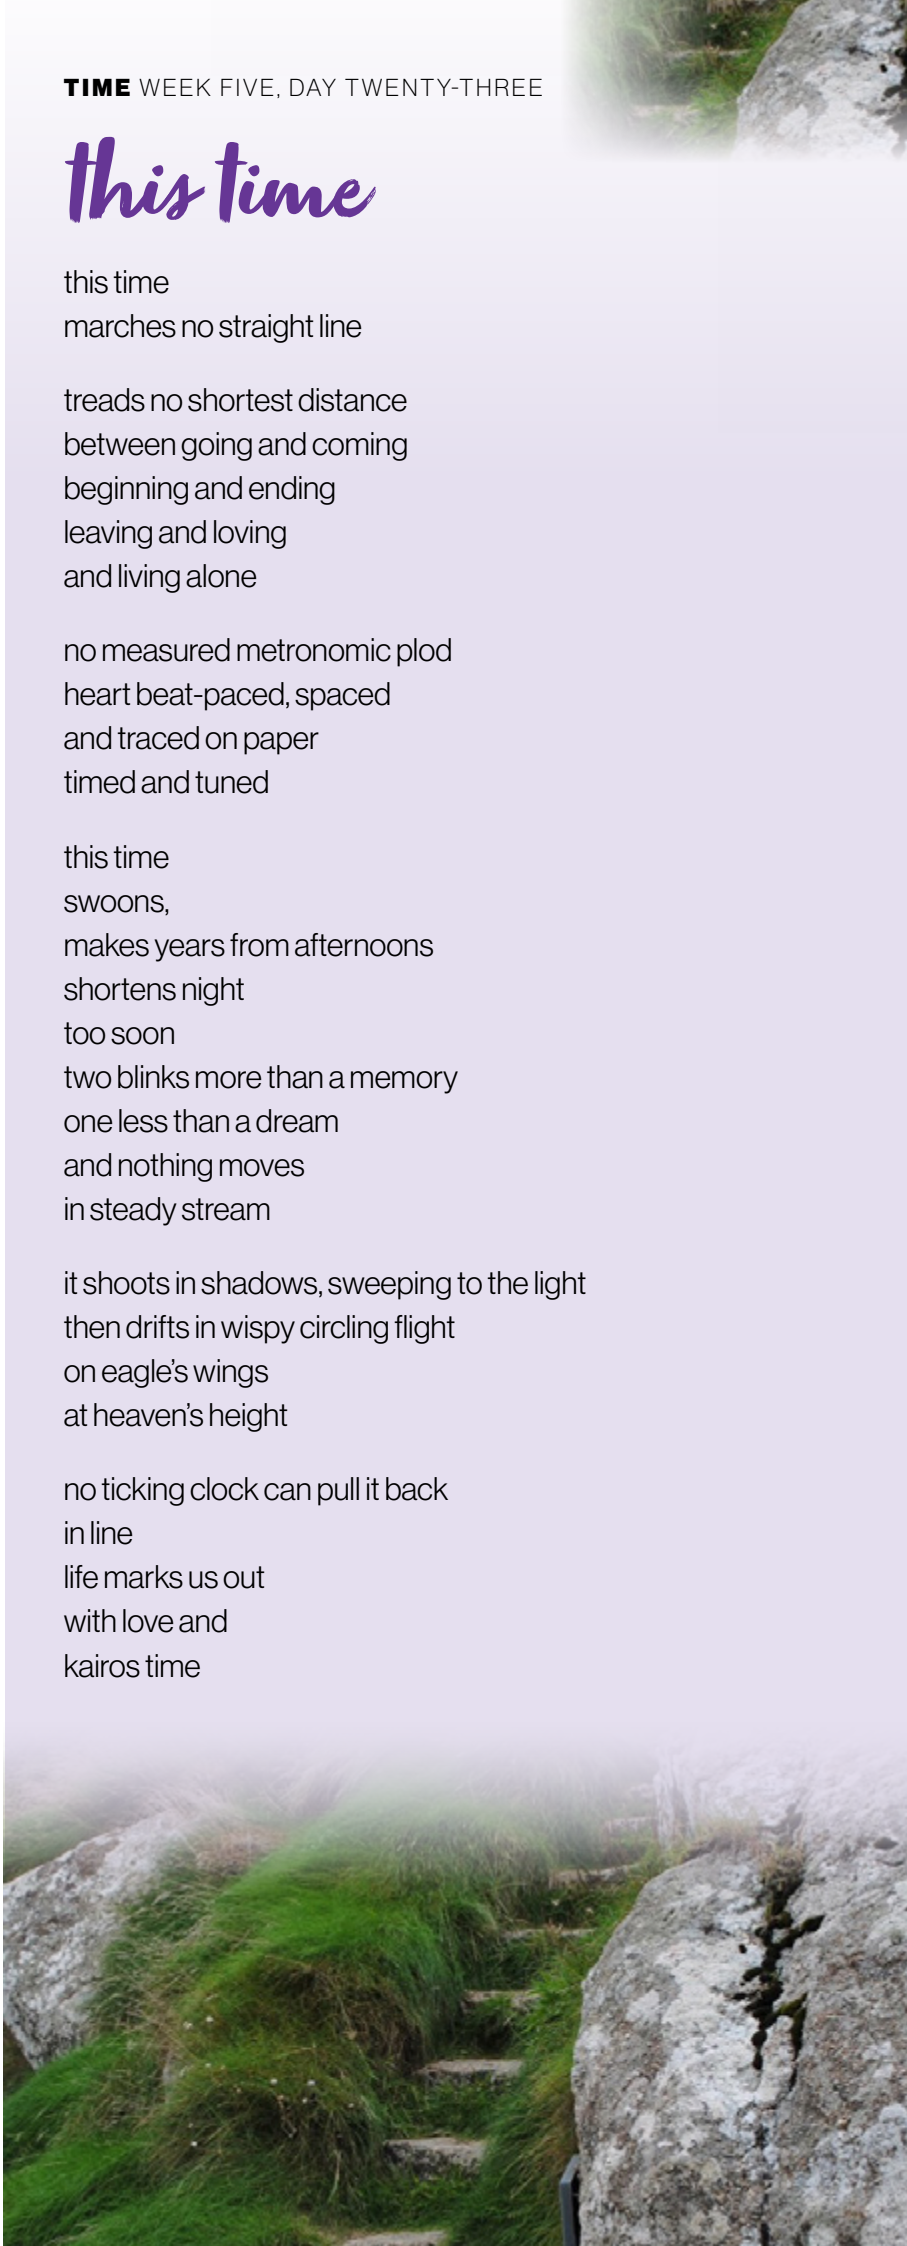 TIME WEEK FIVE, DAY TWENTY-THREE
this time
this time
marches no straight line
treads no shortest distance
between going and coming
beginning and ending
leaving and loving
and living alone
no measured metronomic plod
heart beat-paced, spaced
and traced on paper
timed and tuned
this time
swoons,
makes years from afternoons
shortens night
too soon
two blinks more than a memory
one less than a dream
and nothing moves
in steady stream
it shoots in shadows, sweeping to the light
then drifts in wispy circling flight
on eagle’s wings
at heaven’s height
no ticking clock can pull it back
in line
life marks us out
with love and
kairos time